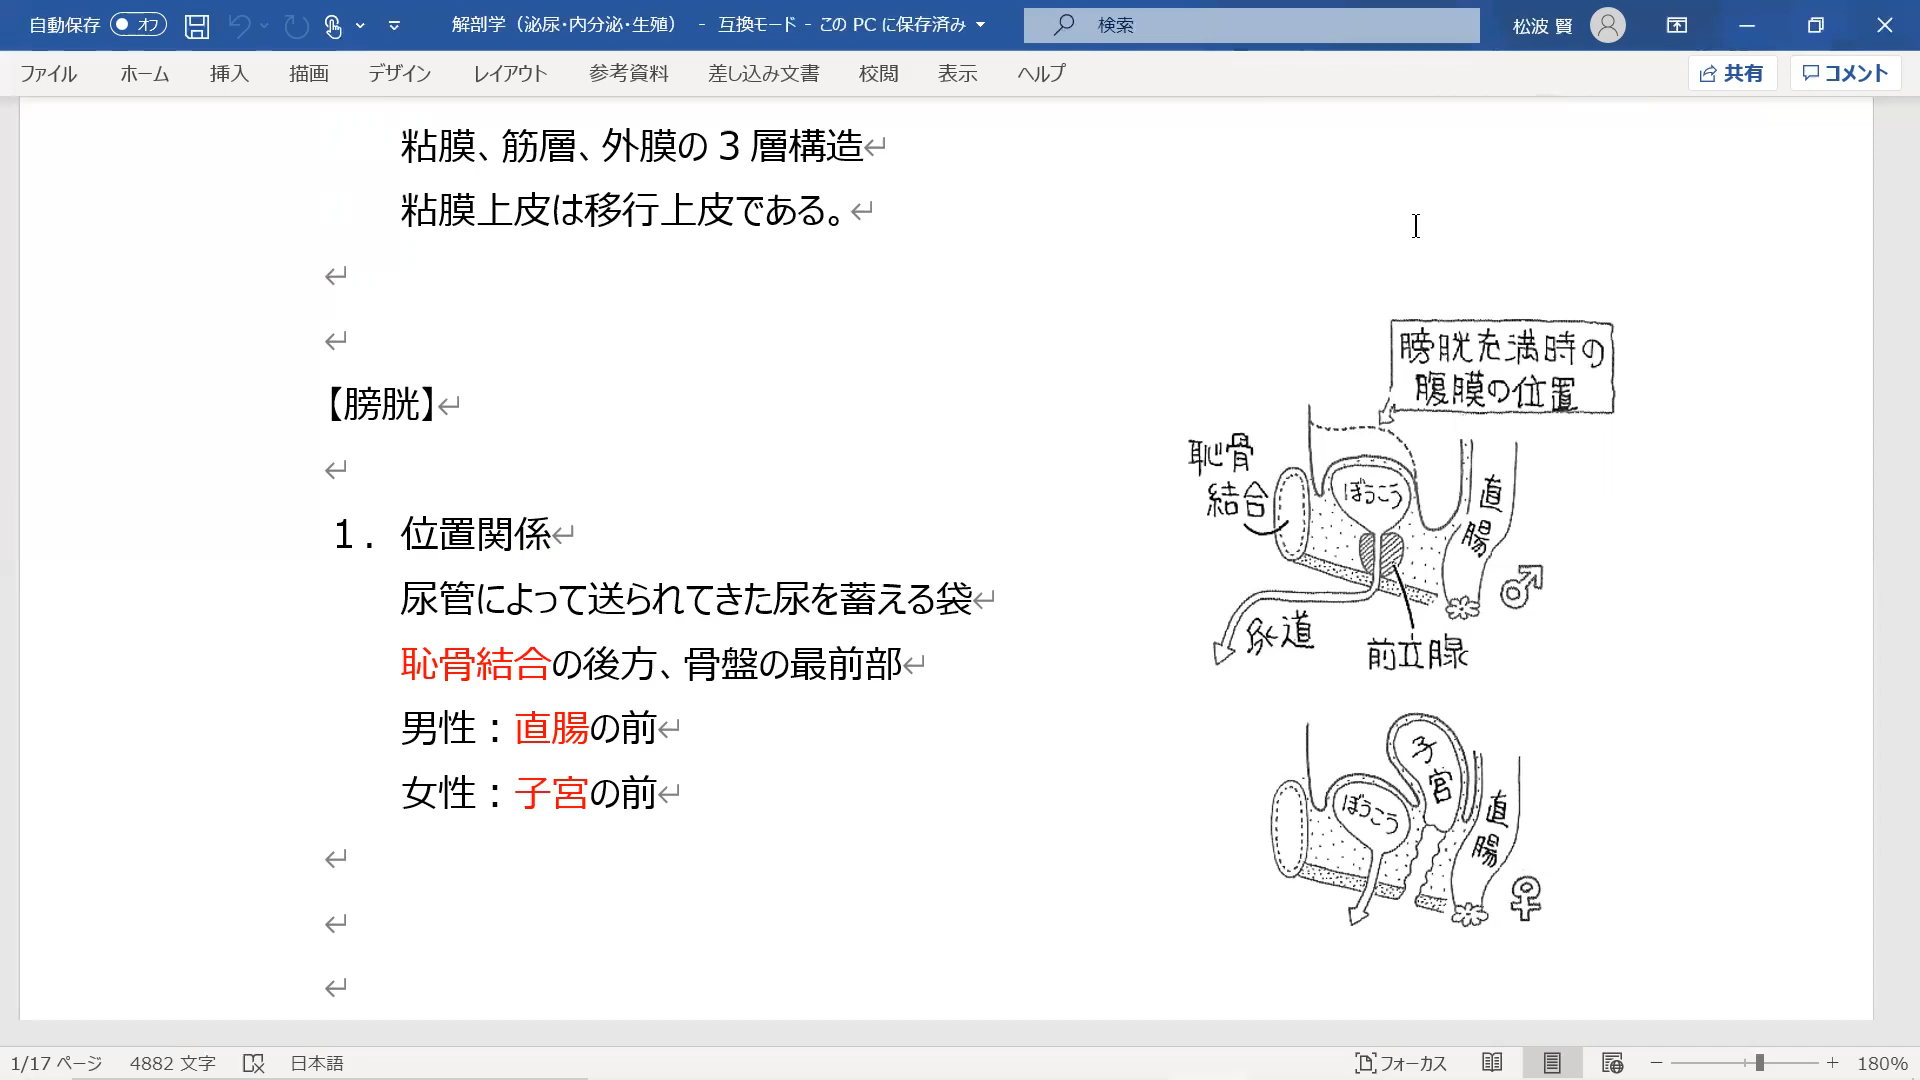 自動保存 オフ 解剖学（泌尿・内分泌・生殖） - 互換モード - この PC に保存済み 検索 松波 賢
ファイル ホーム 挿入 描画 デザイン レイアウト 参考資料 差し込み文書 校閲 表示 ヘルプ 共有 コメント
粘膜、筋層、外膜の3層構造
粘膜上皮は移行上皮である。
【膀胱】
1. 位置関係
尿管によって送られてきた尿を蓄える袋
恥骨結合の後方、骨盤の最前部
男性：直腸の前
女性：子宮の前
膀胱充満時の
腹膜の位置
恥骨
結合
ぼうこう
直腸
♂
尿道
前立腺
子宮
ぼうこう
直腸
♀
1/17 ページ 4882 文字 日本語 フォーカス 180%